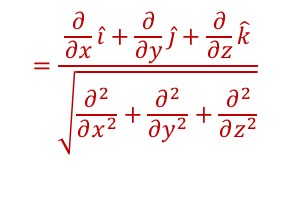 = (∂/∂x î + ∂/∂y ĵ + ∂/∂z k̂) / √(∂²/∂x² + ∂²/∂y² + ∂²/∂z²)